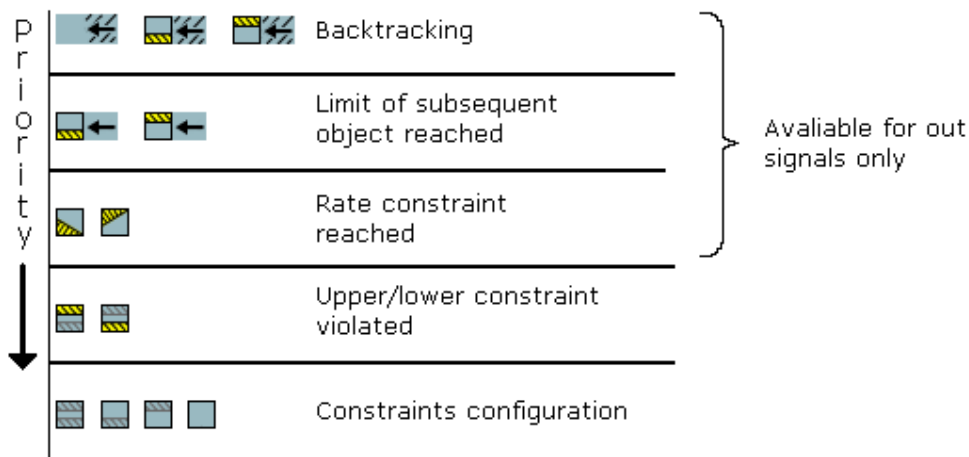 Priority
Backtracking
Limit of subsequent
object reached
Avaliable for out
signals only
Rate constraint
reached
Upper/lower constraint
violated
Constraints configuration